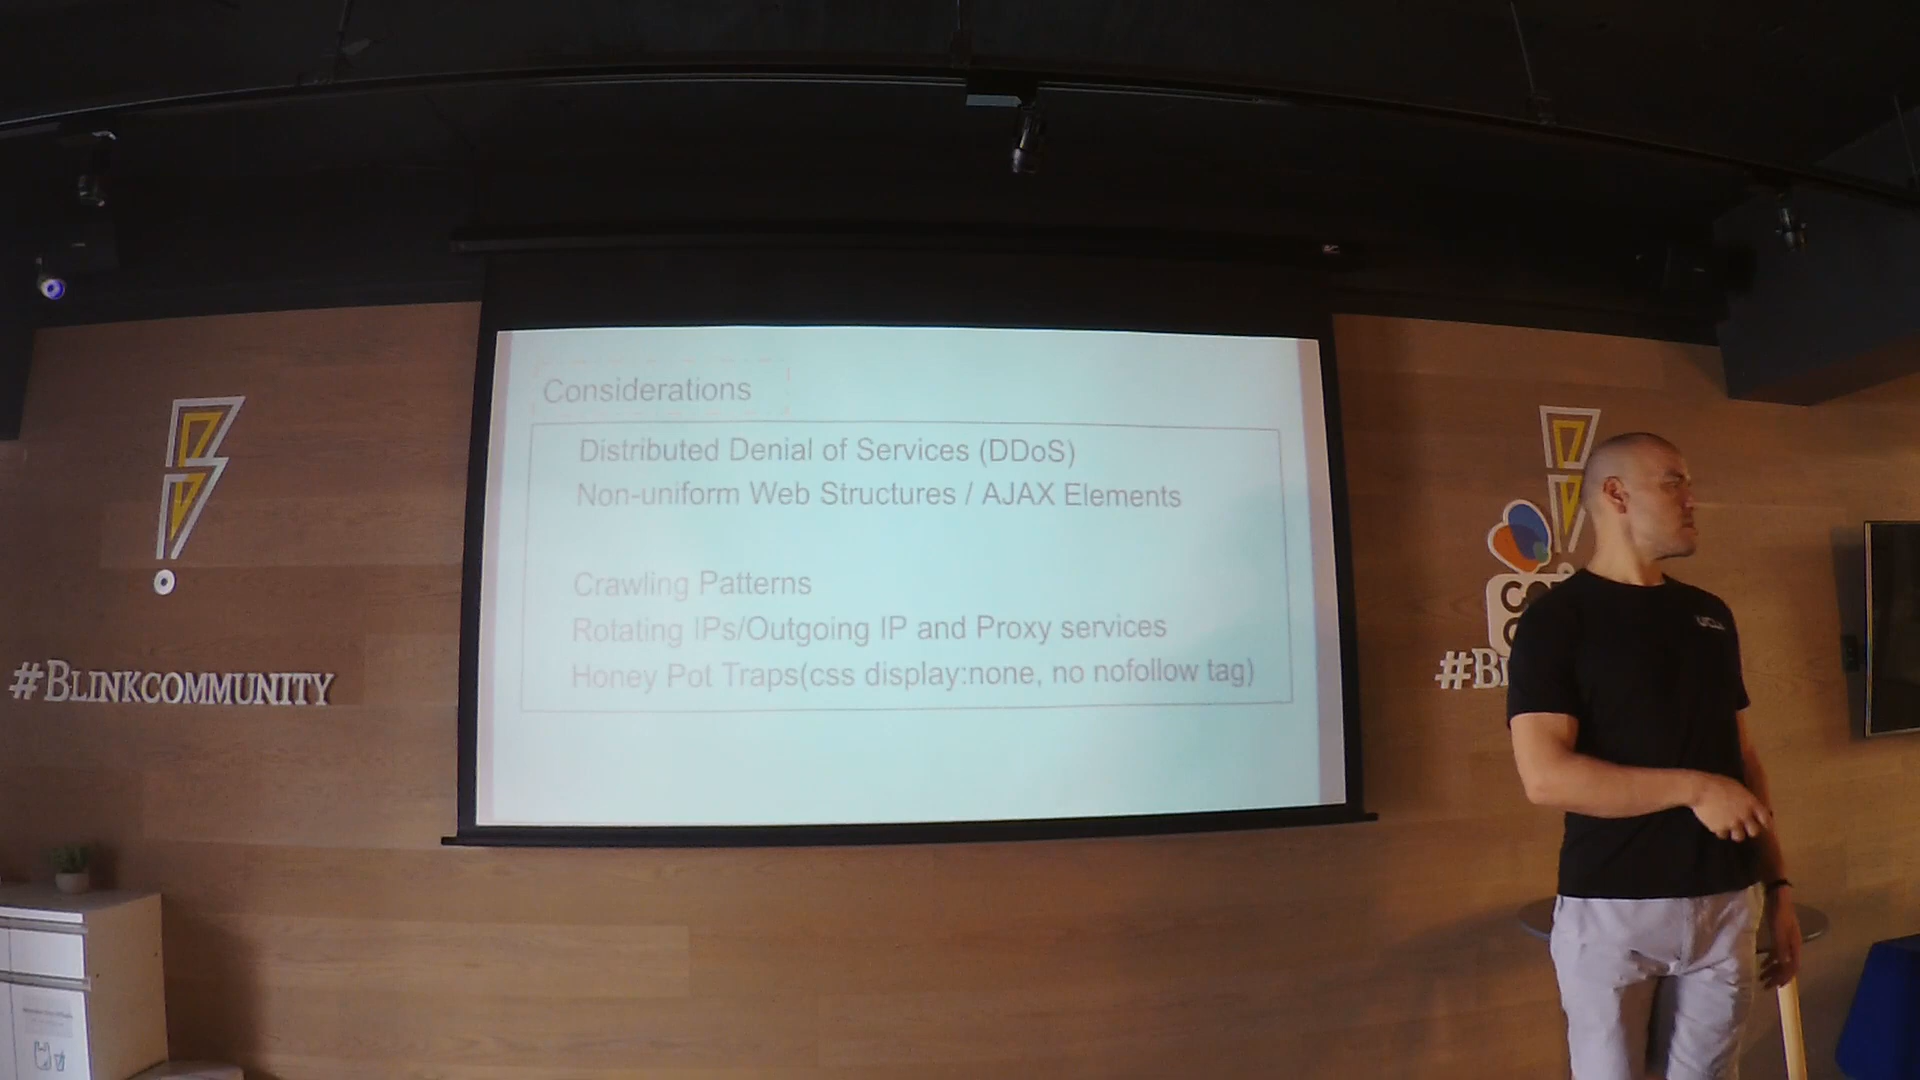 Considerations
Distributed Denial of Services (DDoS)
Non-uniform Web Structures / AJAX Elements
Crawling Patterns
Rotating IPs/Outgoing IP and Proxy services
Honey Pot Traps(css display:none, no nofollow tag)
#BLINKCOMMUNITY
#B
UCLA